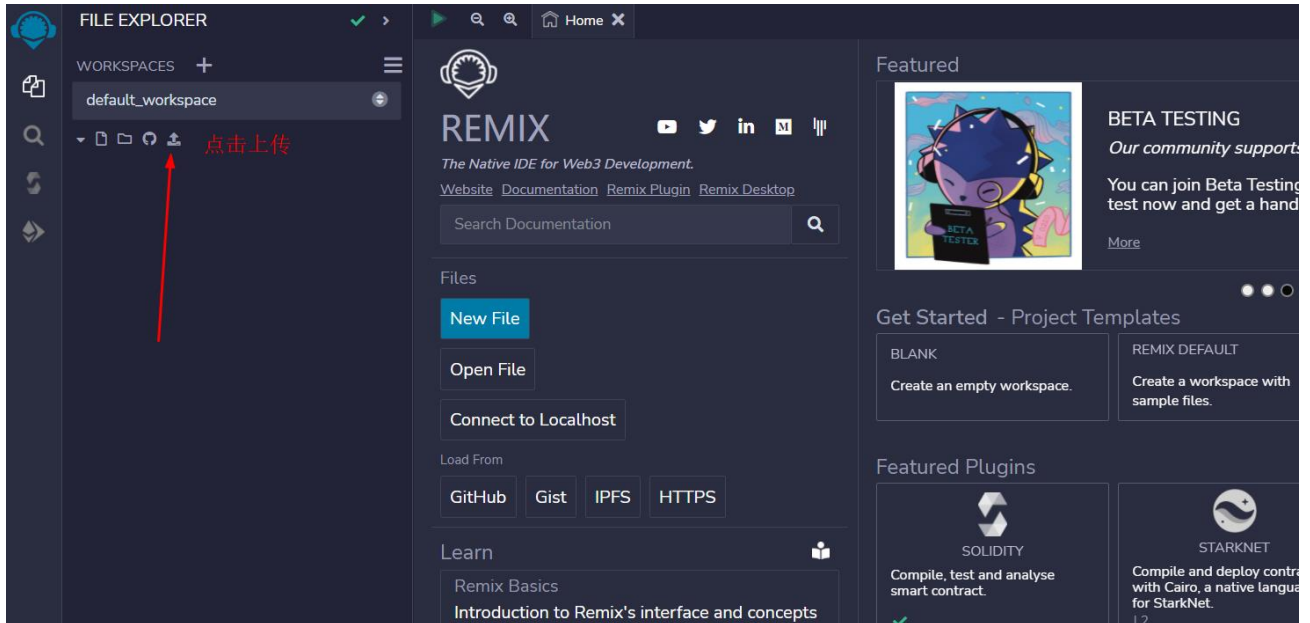 FILE EXPLORER
WORKSPACES
default_workspace
点击上传
Home
REMIX
The Native IDE for Web3 Development.
Website Documentation Remix Plugin Remix Desktop
Search Documentation
Files
New File
Open File
Connect to Localhost
Load From
GitHub Gist IPFS HTTPS
Learn
Remix Basics
Introduction to Remix's interface and concepts
Featured
BETA TESTER
BETA TESTING
Our community supports
You can join Beta Testing
test now and get a hand
More
Get Started - Project Templates
BLANK
Create an empty workspace.
REMIX DEFAULT
Create a workspace with
sample files.
Featured Plugins
SOLIDITY
Compile, test and analyse
smart contract.
STARKNET
Compile and deploy contra
with Cairo, a native langua
for StarkNet.
L2